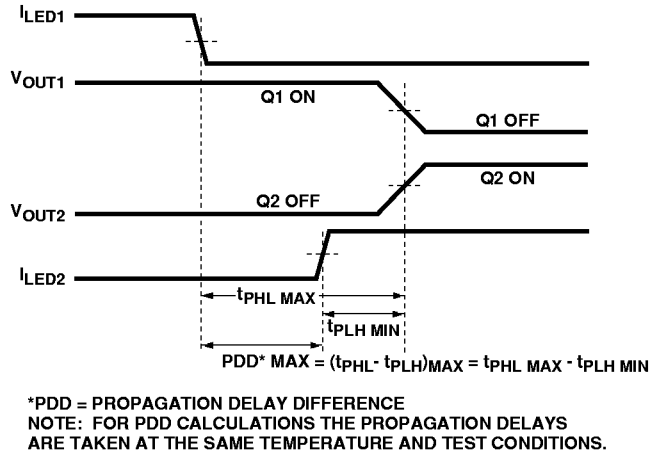 ILED1
VOUT1
Q1 ON
Q1 OFF
Q2 ON
Q2 OFF
VOUT2
ILED2
tPHL MAX
tPLH MIN
PDD* MAX = (tPHL- tPLH)MAX = tPHL MAX - tPLH MIN
*PDD = PROPAGATION DELAY DIFFERENCE
NOTE: FOR PDD CALCULATIONS THE PROPAGATION DELAYS
ARE TAKEN AT THE SAME TEMPERATURE AND TEST CONDITIONS.